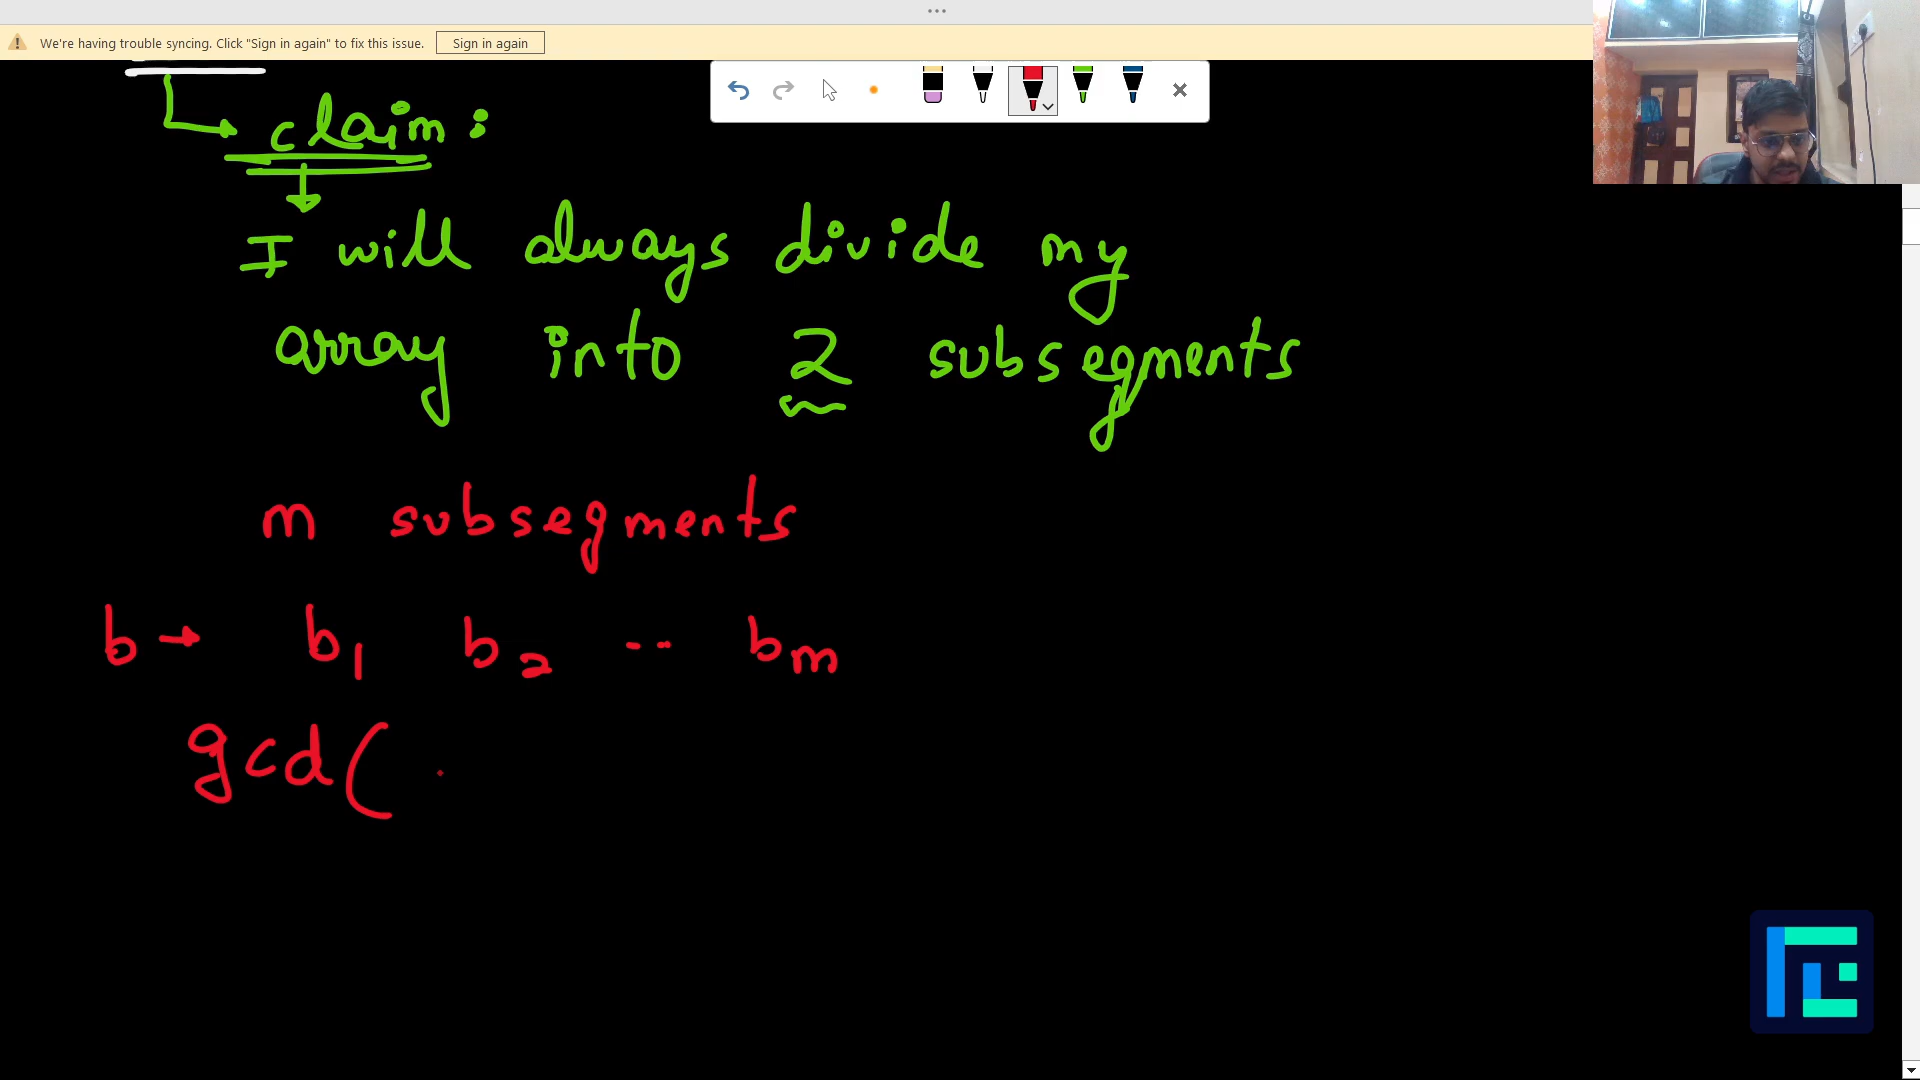 We're having trouble syncing. Click "Sign in again" to fix this issue. Sign in again
claim :
I will always divide my
array into 2 subsegments
m subsegments
b → b1 b2 -- bm
gcd (